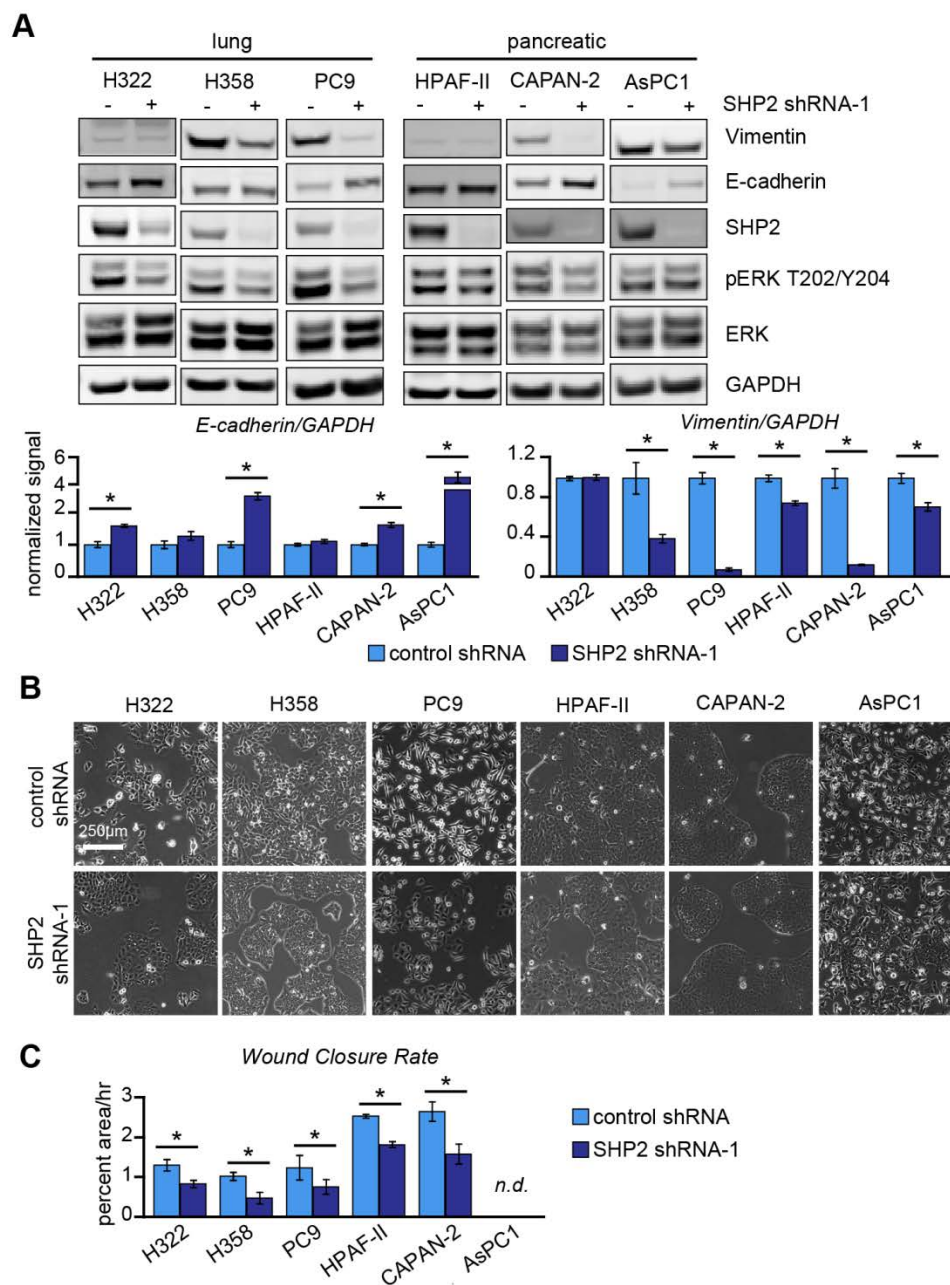 A
lung pancreatic
H322 H358 PC9 HPAF-II CAPAN-2 AsPC1
- + - + - + - + - + - + SHP2 shRNA-1
Vimentin
E-cadherin
SHP2
pERK T202/Y204
ERK
GAPDH
E-cadherin/GAPDH
normalized signal
6
4
2
1
0
* * * *
H322 H358 PC9 HPAF-II CAPAN-2 AsPC1
Vimentin/GAPDH
1.2
0.8
0.4
0
* * * * *
H322 H358 PC9 HPAF-II CAPAN-2 AsPC1
control shRNA SHP2 shRNA-1
B
H322 H358 PC9 HPAF-II CAPAN-2 AsPC1
control
shRNA
250µm
SHP2
shRNA-1
C
Wound Closure Rate
percent area/hr
3
2
1
0
* * * * *
n.d.
H322 H358 PC9 HPAF-II CAPAN-2 AsPC1
control shRNA
SHP2 shRNA-1